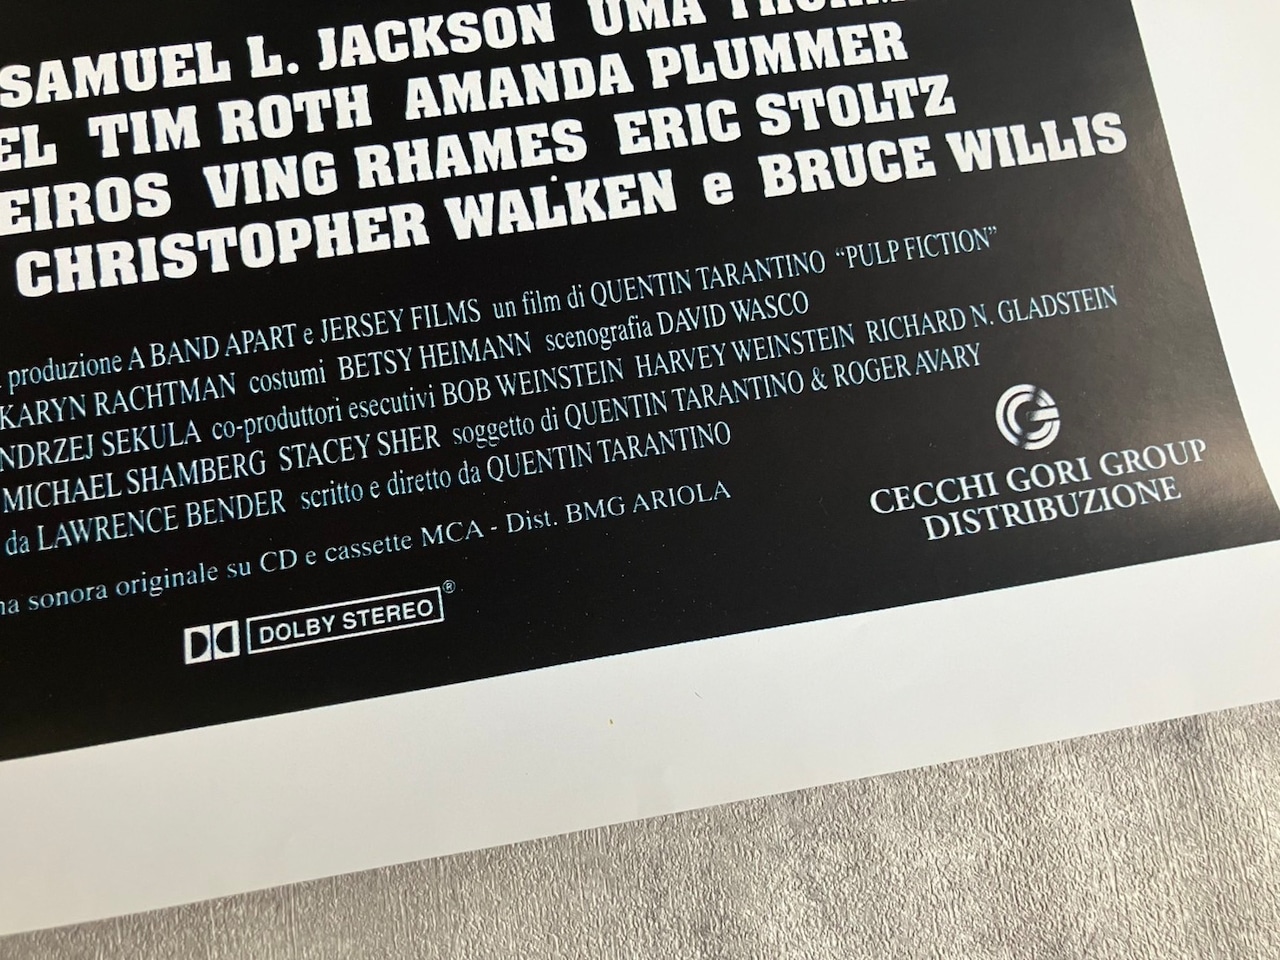 SAMUEL L. JACKSON UMA
EL TIM ROTH AMANDA PLUMMER
EIROS VING RHAMES ERIC STOLTZ
CHRISTOPHER WALKEN e BRUCE WILLIS
produzione A BAND APART e JERSEY FILMS un film di QUENTIN TARANTINO “PULP FICTION”
KARYN RACHTMAN costumi BETSY HEIMANN scenografia DAVID WASCO
NDRZEJ SEKULA co-produttori esecutivi BOB WEINSTEIN HARVEY WEINSTEIN RICHARD N. GLADSTEIN
MICHAEL SHAMBERG STACEY SHER soggetto di QUENTIN TARANTINO & ROGER AVARY
da LAWRENCE BENDER scritto e diretto da QUENTIN TARANTINO
na sonora originale su CD e cassette MCA - Dist. BMG ARIOLA
DOLBY STEREO®
CECCHI GORI GROUP
DISTRIBUZIONE